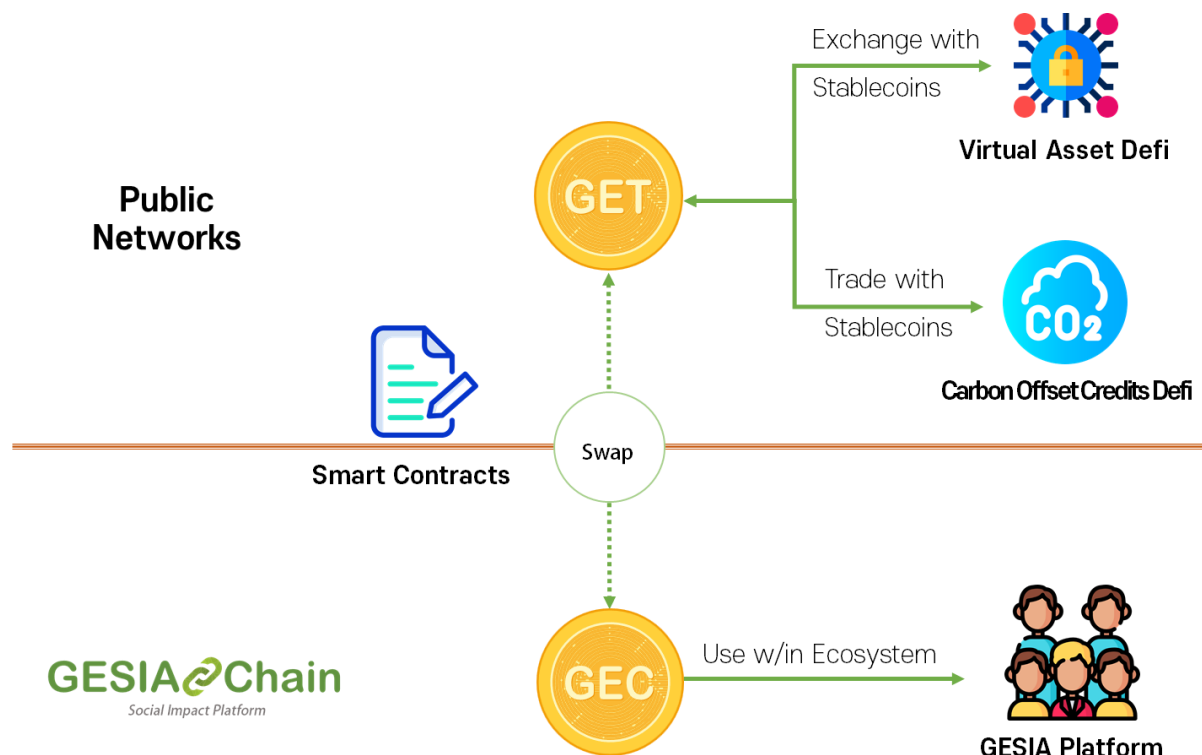 Exchange with
Stablecoins
Virtual Asset Defi
GET
Public
Networks
Trade with
Stablecoins
CO2
Carbon Offset Credits Defi
Swap
Smart Contracts
GESIA Chain
Social Impact Platform
GEC
Use w/in Ecosystem
GESIA Platform